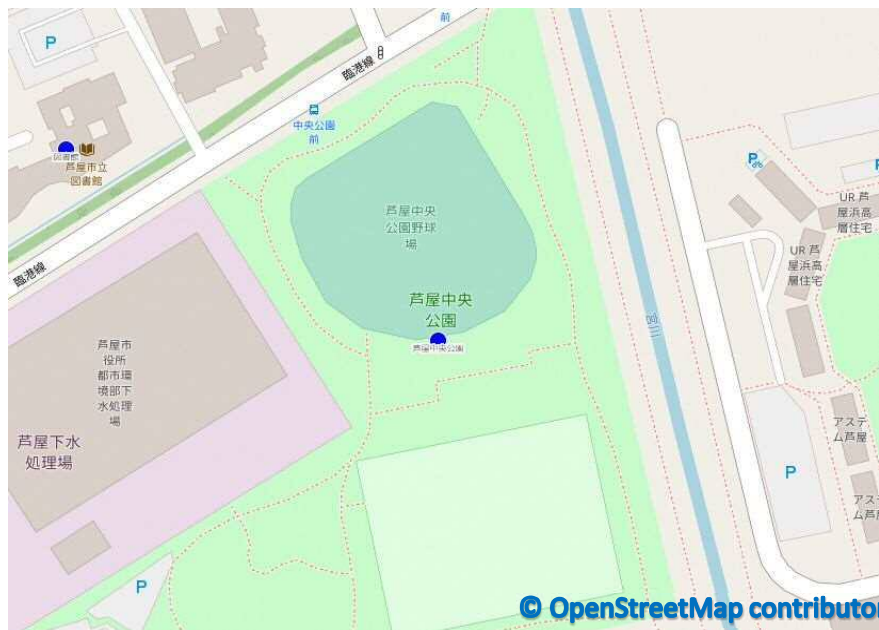 P
前
臨港線
中央公園
前
図書館
芦屋市立
図書館
P
P
UR 芦
屋浜高
層住宅
UR 芦
屋浜高
層住宅
芦屋中央
公園野球
場
臨港線
芦屋中央
公園
芦屋中央公園
宮川
芦屋市
役所
都市環
境部下
水処理
場
芦屋下水
処理場
アステ
ム芦屋
P
アス
ム芦
P
© OpenStreetMap contributor